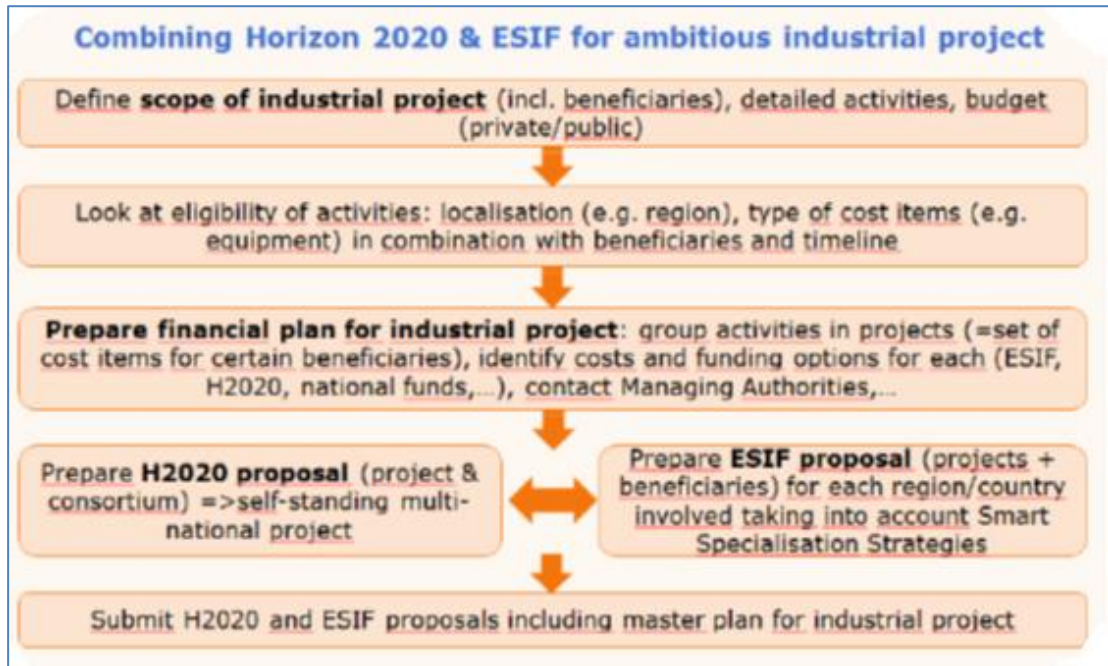 Combining Horizon 2020 & ESIF for ambitious industrial project
Define scope of industrial project (incl. beneficiaries), detailed activities, budget
(private/public)
Look at eligibility of activities: localisation (e.g. region), type of cost items (e.g.
equipment) in combination with beneficiaries and timeline
Prepare financial plan for industrial project: group activities in projects (=set of
cost items for certain beneficiaries), identify costs and funding options for each (ESIF,
H2020, national funds,...), contact Managing Authorities,...
Prepare H2020 proposal (project &
consortium) =>self-standing multi-
national project
Prepare ESIF proposal (projects +
beneficiaries) for each region/country
involved taking into account Smart
Specialisation Strategies
Submit H2020 and ESIF proposals including master plan for industrial project